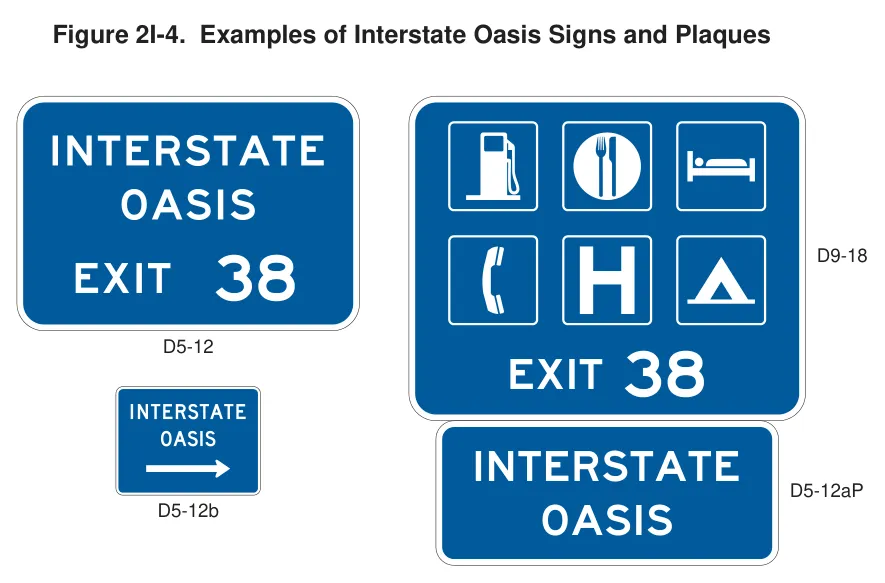 Figure 2I-4. Examples of Interstate Oasis Signs and Plaques
INTERSTATE
OASIS
EXIT 38
D5-12
INTERSTATE
OASIS
D5-12b
H
EXIT 38
D9-18
INTERSTATE
OASIS
D5-12aP